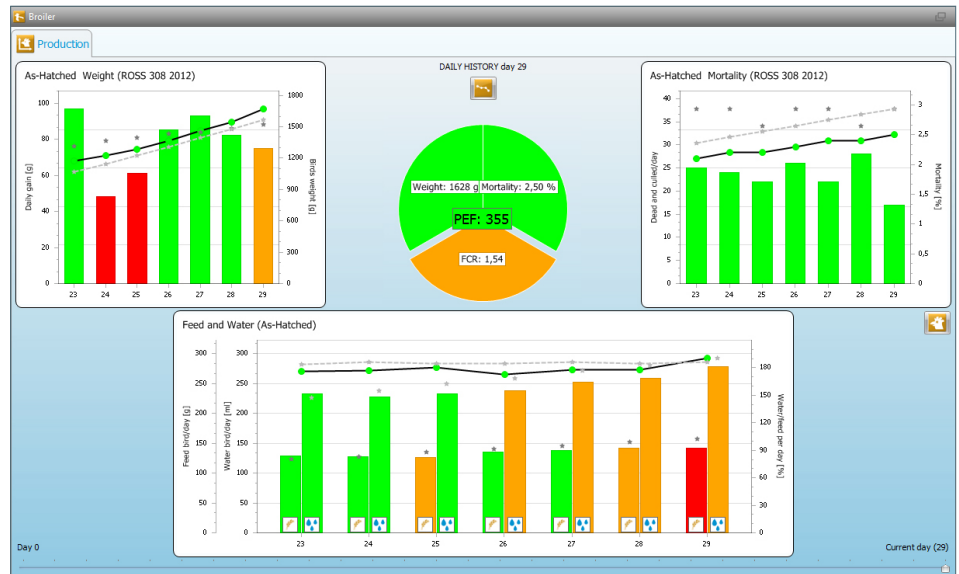 Broiler
Production
As-Hatched Weight (ROSS 308 2012)
100
80
60
40
20
0
Daily gain [g]
1800
1500
1200
900
600
300
0
Birds weight [g]
23 24 25 26 27 28 29
DAILY HISTORY day 29
Weight: 1628 g
Mortality: 2,50 %
PEF: 355
FCR: 1,54
As-Hatched Mortality (ROSS 308 2012)
40
35
30
25
20
15
10
5
0
Dead and culled/day
3
2,5
2
1,5
1
0,5
0
Mortality [%]
23 24 25 26 27 28 29
Feed and Water (As-Hatched)
300
250
200
150
100
50
0
Feed bird/day [g]
300
250
200
150
100
50
0
Water bird/day [ml]
180
150
120
90
60
30
0
Water/feed per day [%]
23 24 25 26 27 28 29
Day 0
Current day (29)